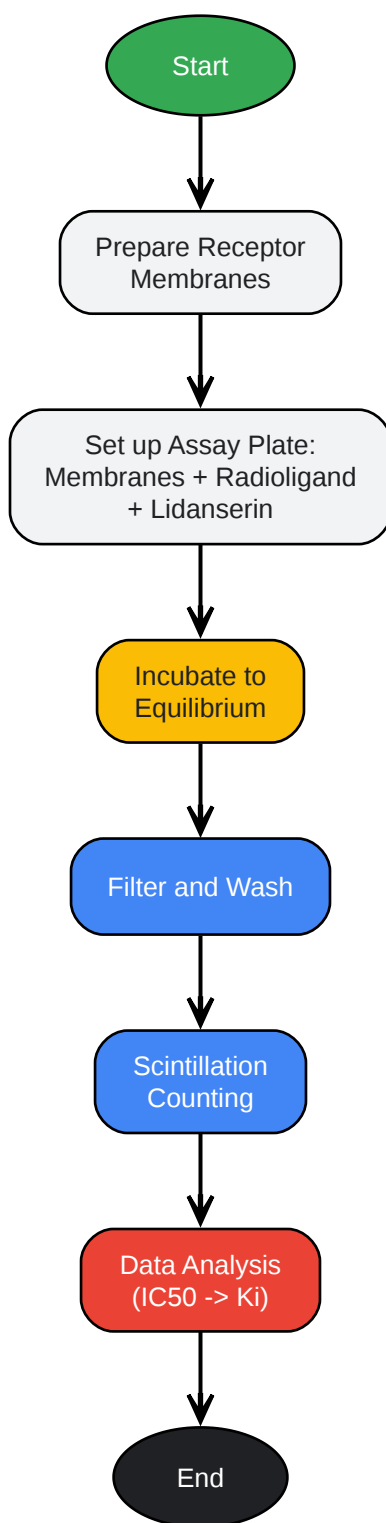 Start
Prepare Receptor
Membranes
Set up Assay Plate:
Membranes + Radioligand
+ Lidanserin
Incubate to
Equilibrium
Filter and Wash
Scintillation
Counting
Data Analysis
(IC50 -> Ki)
End